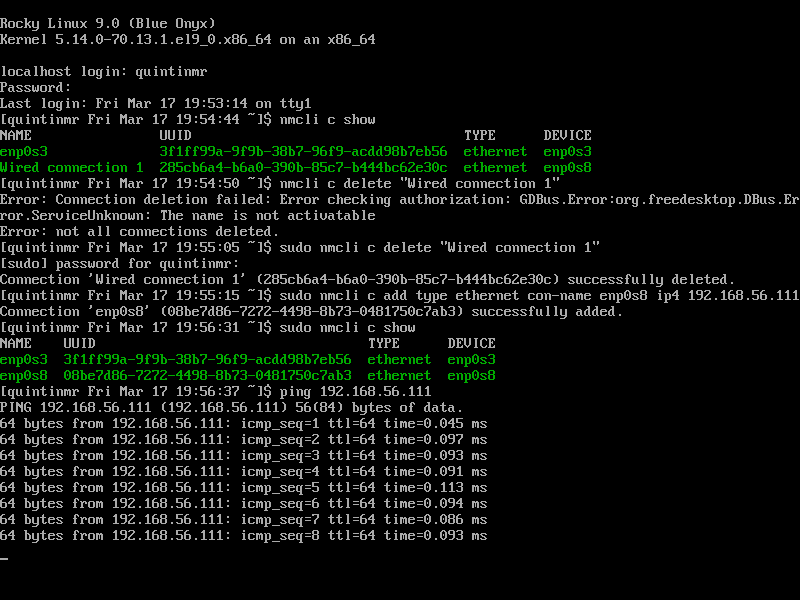 Rocky Linux 9.0 (Blue Onyx)
Kernel 5.14.0-70.13.1.el9_0.x86_64 on an x86_64
localhost login: quintinmr
Password:
Last login: Fri Mar 17 19:53:14 on tty1
[quintinmr Fri Mar 17 19:54:44 ~]$ nmcli c show
NAME                UUID                                  TYPE      DEVICE
enp0s3              3f1ff99a-9f9b-38b7-96f9-acdd98b7eb56  ethernet  enp0s3
Wired connection 1  285cb6a4-b6a0-390b-85c7-b444bc62e30c  ethernet  enp0s8
[quintinmr Fri Mar 17 19:54:50 ~]$ nmcli c delete "Wired connection 1"
Error: Connection deletion failed: Error checking authorization: GDBus.Error:org.freedesktop.DBus.Er
ror.ServiceUnknown: The name is not activatable
Error: not all connections deleted.
[quintinmr Fri Mar 17 19:55:05 ~]$ sudo nmcli c delete "Wired connection 1"
[sudo] password for quintinmr:
Connection 'Wired connection 1' (285cb6a4-b6a0-390b-85c7-b444bc62e30c) successfully deleted.
[quintinmr Fri Mar 17 19:55:15 ~]$ sudo nmcli c add type ethernet con-name enp0s8 ip4 192.168.56.111
Connection 'enp0s8' (08be7d86-7272-4498-8b73-0481750c7ab3) successfully added.
[quintinmr Fri Mar 17 19:56:31 ~]$ sudo nmcli c show
NAME    UUID                                  TYPE      DEVICE
enp0s3  3f1ff99a-9f9b-38b7-96f9-acdd98b7eb56  ethernet  enp0s3
enp0s8  08be7d86-7272-4498-8b73-0481750c7ab3  ethernet  enp0s8
[quintinmr Fri Mar 17 19:56:37 ~]$ ping 192.168.56.111
PING 192.168.56.111 (192.168.56.111) 56(84) bytes of data.
64 bytes from 192.168.56.111: icmp_seq=1 ttl=64 time=0.045 ms
64 bytes from 192.168.56.111: icmp_seq=2 ttl=64 time=0.097 ms
64 bytes from 192.168.56.111: icmp_seq=3 ttl=64 time=0.093 ms
64 bytes from 192.168.56.111: icmp_seq=4 ttl=64 time=0.091 ms
64 bytes from 192.168.56.111: icmp_seq=5 ttl=64 time=0.113 ms
64 bytes from 192.168.56.111: icmp_seq=6 ttl=64 time=0.094 ms
64 bytes from 192.168.56.111: icmp_seq=7 ttl=64 time=0.086 ms
64 bytes from 192.168.56.111: icmp_seq=8 ttl=64 time=0.093 ms